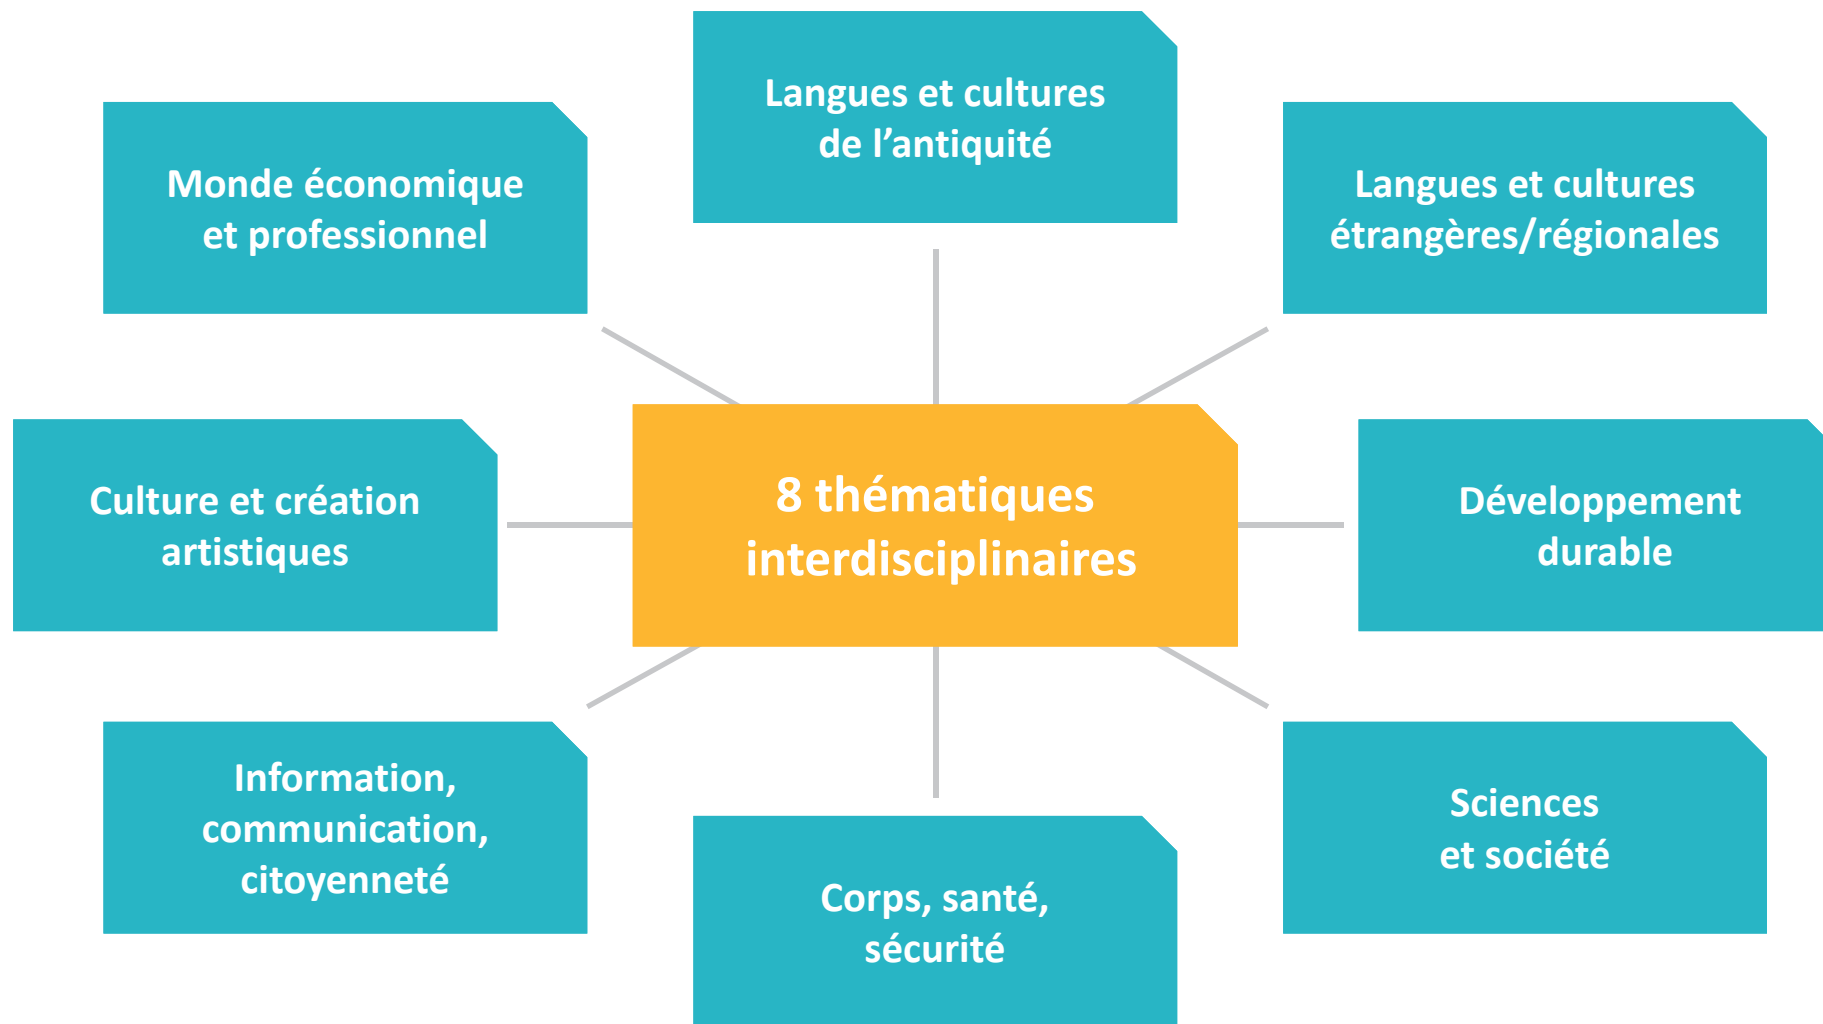 Langues et cultures
de l’antiquité
Monde économique
et professionnel
Langues et cultures
étrangères/régionales
Culture et création
artistiques
8 thématiques
interdisciplinaires
Développement
durable
Information,
communication,
citoyenneté
Corps, santé,
sécurité
Sciences
et société